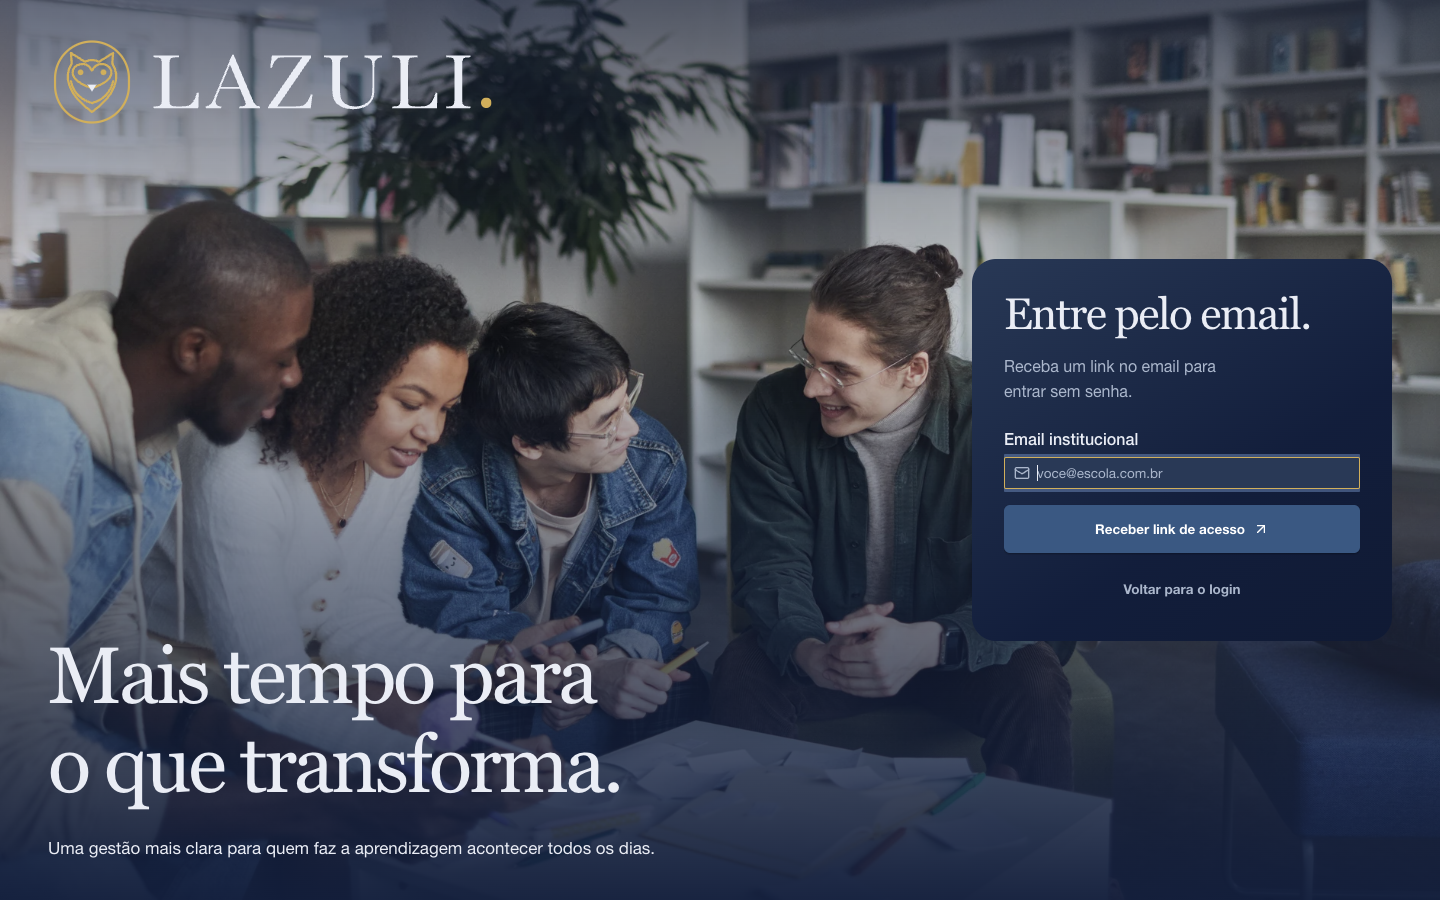 LAZULI.
Entre pelo email.
Receba um link no email para
entrar sem senha.
Email institucional
voce@escola.com.br
Receber link de acesso
Voltar para o login
Mais tempo para
o que transforma.
Uma gestão mais clara para quem faz a aprendizagem acontecer todos os dias.